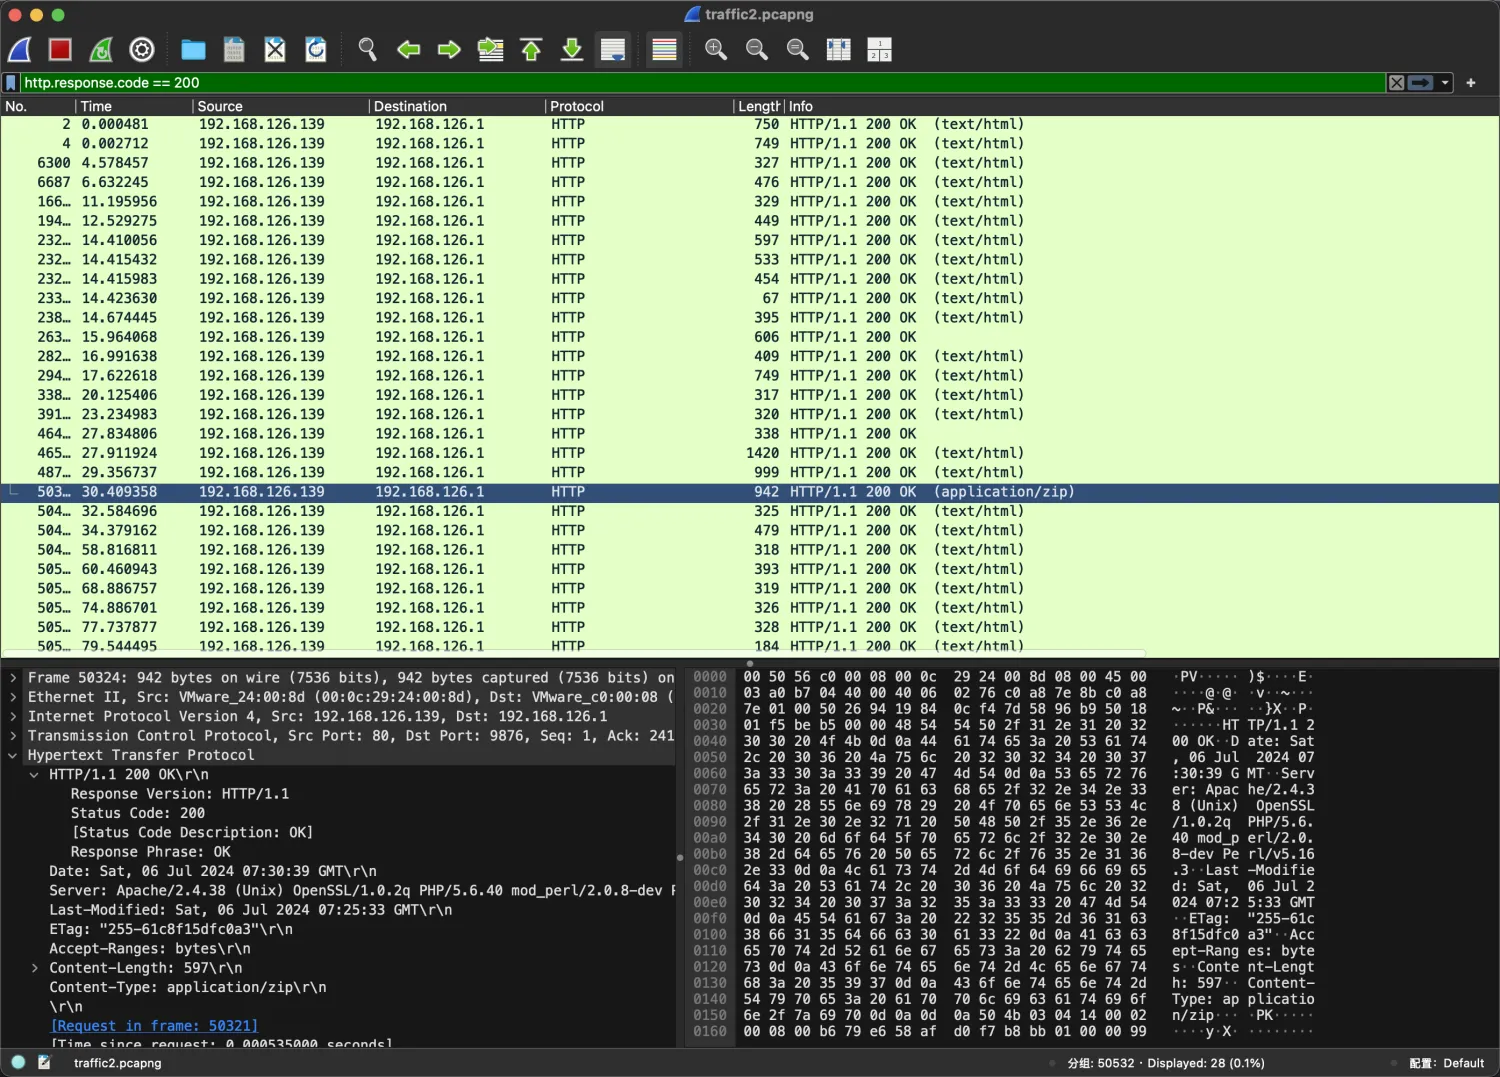 traffic2.pcapng
http.response.code == 200
No. Time Source Destination Protocol Lengtł Info
2 0.000481 192.168.126.139 192.168.126.1 HTTP 750 HTTP/1.1 200 OK (text/html)
4 0.002712 192.168.126.139 192.168.126.1 HTTP 749 HTTP/1.1 200 OK (text/html)
6300 4.578457 192.168.126.139 192.168.126.1 HTTP 327 HTTP/1.1 200 OK (text/html)
6687 6.632245 192.168.126.139 192.168.126.1 HTTP 476 HTTP/1.1 200 OK (text/html)
166… 11.195956 192.168.126.139 192.168.126.1 HTTP 329 HTTP/1.1 200 OK (text/html)
194… 12.529275 192.168.126.139 192.168.126.1 HTTP 449 HTTP/1.1 200 OK (text/html)
232… 14.410056 192.168.126.139 192.168.126.1 HTTP 597 HTTP/1.1 200 OK (text/html)
232… 14.415432 192.168.126.139 192.168.126.1 HTTP 533 HTTP/1.1 200 OK (text/html)
232… 14.415983 192.168.126.139 192.168.126.1 HTTP 454 HTTP/1.1 200 OK (text/html)
233… 14.423630 192.168.126.139 192.168.126.1 HTTP 67 HTTP/1.1 200 OK (text/html)
238… 14.674445 192.168.126.139 192.168.126.1 HTTP 395 HTTP/1.1 200 OK (text/html)
263… 15.964068 192.168.126.139 192.168.126.1 HTTP 606 HTTP/1.1 200 OK
282… 16.991638 192.168.126.139 192.168.126.1 HTTP 409 HTTP/1.1 200 OK (text/html)
294… 17.622618 192.168.126.139 192.168.126.1 HTTP 749 HTTP/1.1 200 OK (text/html)
338… 20.125406 192.168.126.139 192.168.126.1 HTTP 317 HTTP/1.1 200 OK (text/html)
391… 23.234983 192.168.126.139 192.168.126.1 HTTP 320 HTTP/1.1 200 OK (text/html)
464… 27.834806 192.168.126.139 192.168.126.1 HTTP 338 HTTP/1.1 200 OK
465… 27.911924 192.168.126.139 192.168.126.1 HTTP 1420 HTTP/1.1 200 OK (text/html)
487… 29.356737 192.168.126.139 192.168.126.1 HTTP 999 HTTP/1.1 200 OK (text/html)
503… 30.409358 192.168.126.139 192.168.126.1 HTTP 942 HTTP/1.1 200 OK (application/zip)
504… 32.584696 192.168.126.139 192.168.126.1 HTTP 325 HTTP/1.1 200 OK (text/html)
504… 34.379162 192.168.126.139 192.168.126.1 HTTP 479 HTTP/1.1 200 OK (text/html)
504… 58.816811 192.168.126.139 192.168.126.1 HTTP 318 HTTP/1.1 200 OK (text/html)
505… 60.460943 192.168.126.139 192.168.126.1 HTTP 393 HTTP/1.1 200 OK (text/html)
505… 68.886757 192.168.126.139 192.168.126.1 HTTP 319 HTTP/1.1 200 OK (text/html)
505… 74.886701 192.168.126.139 192.168.126.1 HTTP 326 HTTP/1.1 200 OK (text/html)
505… 77.737877 192.168.126.139 192.168.126.1 HTTP 328 HTTP/1.1 200 OK (text/html)
505… 79.544495 192.168.126.139 192.168.126.1 HTTP 184 HTTP/1.1 200 OK (text/html)
Frame 50324: 942 bytes on wire (7536 bits), 942 bytes captured (7536 bits) on
Ethernet II, Src: VMware_24:00:8d (00:0c:29:24:00:8d), Dst: VMware_c0:00:08 (
Internet Protocol Version 4, Src: 192.168.126.139, Dst: 192.168.126.1
Transmission Control Protocol, Src Port: 80, Dst Port: 9876, Seq: 1, Ack: 241
Hypertext Transfer Protocol
HTTP/1.1 200 OK\r\n
Response Version: HTTP/1.1
Status Code: 200
[Status Code Description: OK]
Response Phrase: OK
Date: Sat, 06 Jul 2024 07:30:39 GMT\r\n
Server: Apache/2.4.38 (Unix) OpenSSL/1.0.2q PHP/5.6.40 mod_perl/2.0.8-dev
Last-Modified: Sat, 06 Jul 2024 07:25:33 GMT\r\n
ETag: "255-61c8f15dfc0a3"\r\n
Accept-Ranges: bytes\r\n
Content-Length: 597\r\n
Content-Type: application/zip\r\n
\r\n
[Request in frame: 50321]
[Time since request: 0.000535000 seconds]
0000 00 50 56 c0 00 08 00 0c 29 24 00 8d 08 00 45 00 ·PV·····)$····E·
0010 03 a0 b7 04 40 00 40 06 02 76 c0 a8 7e 8b c0 a8 ····@·@··v··~···
0020 7e 01 00 50 26 94 19 84 0c f4 7d 58 96 b9 50 18 ~··P&·····}X··P·
0030 01 f5 be b5 00 00 48 54 54 50 2f 31 2e 31 20 32 ······HT TP/1.1 2
0040 30 30 20 4f 4b 0d 0a 44 61 74 65 3a 20 53 61 74 00 OK··D ate: Sat
0050 2c 20 30 36 20 4a 75 6c 20 32 30 32 34 20 30 37 , 06 Jul 2024 07
0060 3a 33 30 3a 33 39 20 47 4d 54 0d 0a 53 65 72 76 :30:39 G MT··Serv
0070 65 72 3a 20 41 70 61 63 68 65 2f 32 2e 34 2e 33 er: Apac he/2.4.3
0080 38 20 28 55 6e 69 78 29 20 4f 70 65 6e 53 53 4c 8 (Unix) OpenSSL
0090 2f 31 2e 30 2e 32 71 20 50 48 50 2f 35 2e 36 2e /1.0.2q PHP/5.6.
00a0 34 30 20 6d 6f 64 5f 70 65 72 6c 2f 32 2e 30 2e 40 mod_p erl/2.0.
00b0 38 2d 64 65 76 20 50 65 72 6c 2f 76 35 2e 31 36 8-dev Pe rl/v5.16
00c0 2e 33 0d 0a 4c 61 73 74 2d 4d 6f 64 69 66 69 65 .3··Last -Modifie
00d0 64 3a 20 53 61 74 2c 20 30 36 20 4a 75 6c 20 32 d: Sat, 06 Jul 2
00e0 30 32 34 20 30 37 3a 32 35 3a 33 33 20 47 4d 54 024 07:2 5:33 GMT
00f0 0d 0a 45 54 61 67 3a 20 22 32 35 35 2d 36 31 63 ··ETag: "255-61c
0100 38 66 31 35 64 66 63 30 61 33 22 0d 0a 41 63 63 8f15dfc0 a3"··Acc
0110 65 70 74 2d 52 61 6e 67 65 73 3a 20 62 79 74 65 ept-Rang es: byte
0120 73 0d 0a 43 6f 6e 74 65 6e 74 2d 4c 65 6e 67 74 s··Conte nt-Lengt
0130 68 3a 20 35 39 37 0d 0a 43 6f 6e 74 65 6e 74 2d h: 597·· Content-
0140 54 79 70 65 3a 20 61 70 70 6c 69 63 61 74 69 6f Type: ap plicatio
0150 6e 2f 7a 69 70 0d 0a 0d 0a 50 4b 03 04 14 00 02 n/zip··· ·PK·····
0160 00 08 00 b6 79 e6 58 af d0 f7 b8 bb 01 00 00 99 ····y·X· ········
traffic2.pcapng
分组: 50532 · Displayed: 28 (0.1%)
配置: Default